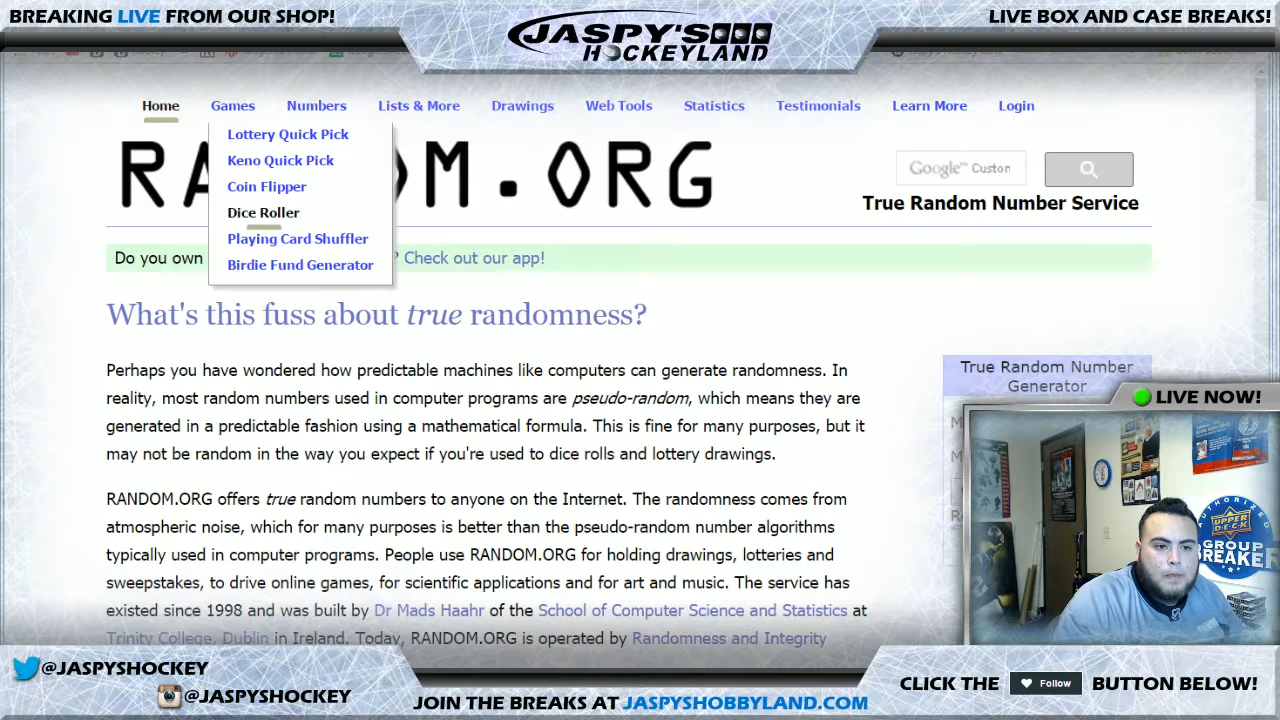 BREAKING LIVE FROM OUR SHOP!
JASPY'S
HOCKEYLAND
LIVE BOX AND CASE BREAKS!
Home Games Numbers Lists & More Drawings Web Tools Statistics Testimonials Learn More Login
Lottery Quick Pick
Keno Quick Pick
Coin Flipper
Dice Roller
Playing Card Shuffler
Birdie Fund Generator
RA M.ORG
Google™ Custom
True Random Number Service
Do you own ? Check out our app!
What's this fuss about true randomness?
Perhaps you have wondered how predictable machines like computers can generate randomness. In
reality, most random numbers used in computer programs are pseudo-random, which means they are
generated in a predictable fashion using a mathematical formula. This is fine for many purposes, but it
may not be random in the way you expect if you're used to dice rolls and lottery drawings.
RANDOM.ORG offers true random numbers to anyone on the Internet. The randomness comes from
atmospheric noise, which for many purposes is better than the pseudo-random number algorithms
typically used in computer programs. People use RANDOM.ORG for holding drawings, lotteries and
sweepstakes, to drive online games, for scientific applications and for art and music. The service has
existed since 1998 and was built by Dr Mads Haahr of the School of Computer Science and Statistics at
Trinity College, Dublin in Ireland. Today, RANDOM.ORG is operated by Randomness and Integrity
True Random Number
Generator
LIVE NOW!
AUTHORIZED
UPPER
DECK
GROUP
BREAKER
@JASPYSHOCKEY
@JASPYSHOCKEY
JOIN THE BREAKS AT JASPYSHOBBYLAND.COM
CLICK THE Follow BUTTON BELOW!